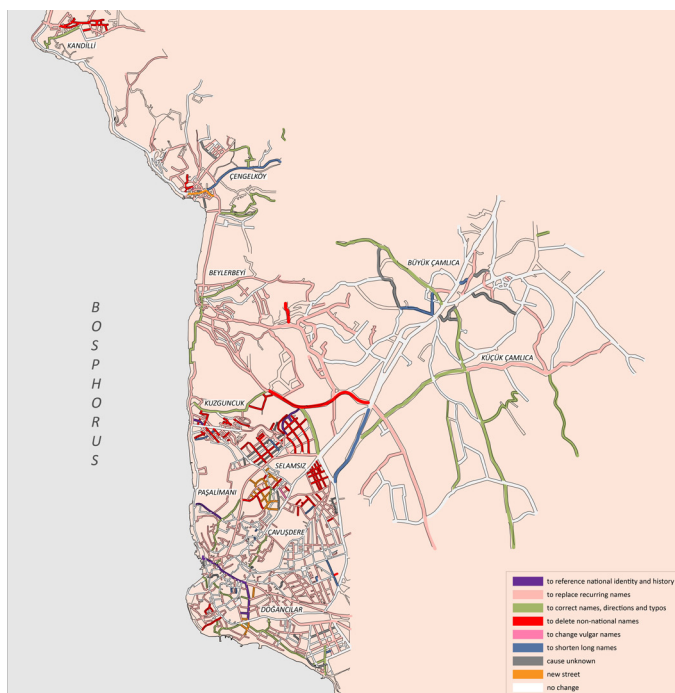 KANDİLLİ
ÇENGELKÖY
BÜYÜK ÇAMLICA
BEYLERBEYİ
BOSPHORUS
KÜÇÜK ÇAMLICA
KUZGUNCUK
SELAMSIZ
PAŞALİMANI
ÇAVUŞDERE
DOĞANCILAR
to reference national identity and history
to replace recurring names
to correct names, directions and typos
to delete non-national names
to change vulgar names
to shorten long names
cause unknown
new street
no change